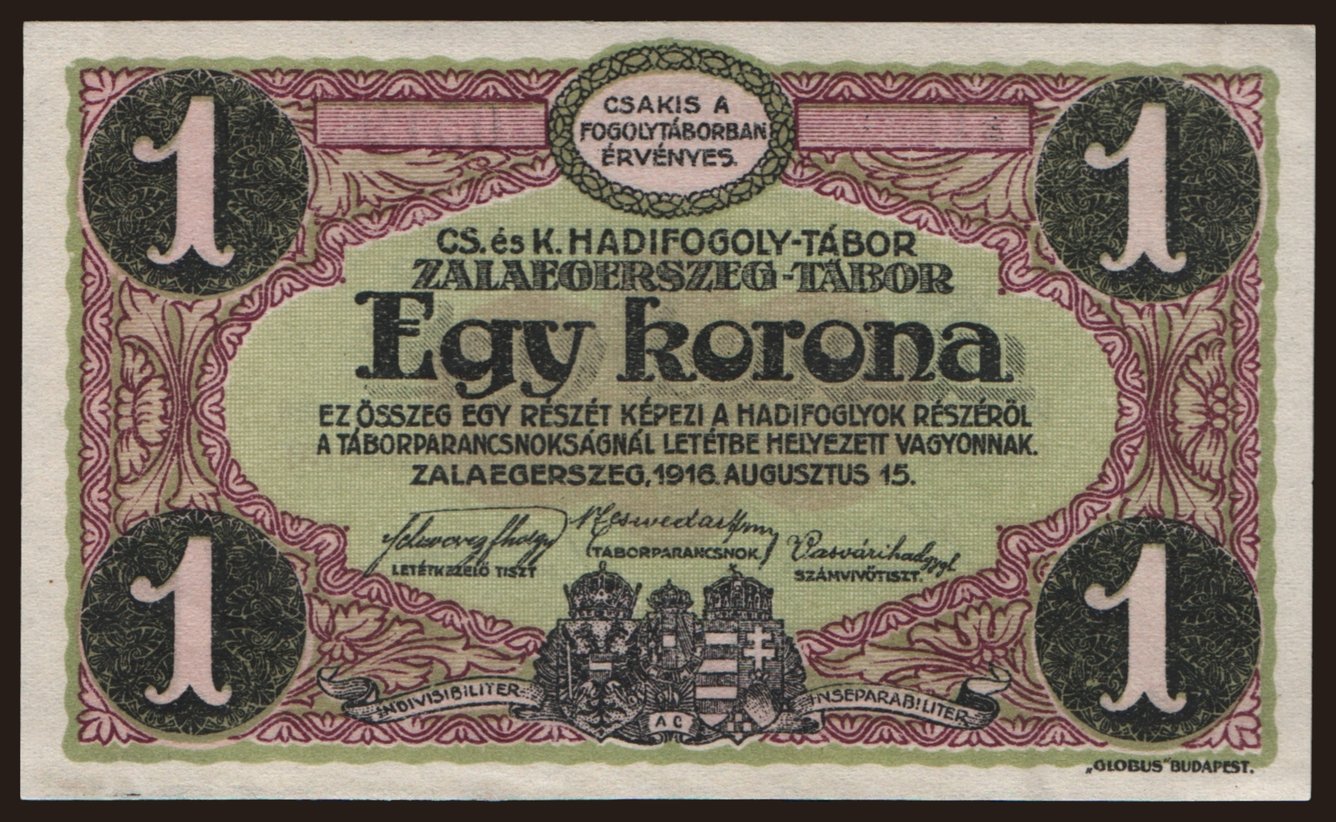 1
1
CSAKIS A
FOGOLYTÁBORBAN
ÉRVÉNYES.
CS. és K. HADIFOGOLY-TÁBOR
ZALAEGERSZEG-TÁBOR
Egy korona
EZ ÖSSZEG EGY RÉSZÉT KÉPEZI A HADIFOGLYOK RÉSZÉRŐL
A TÁBORPARANCSNOKSÁGNÁL LETÉTBE HELYEZETT VAGYONNAK.
ZALAEGERSZEG, 1916. AUGUSZTUS 15.
LETÉTKEZELŐ TISZT
TÁBORPARANCSNOK
Vasvári hadgygl
SZÁMVIVŐTISZT.
1
1
INDIVISIBILITER
AC
INSEPARABILITER
„GLOBUS" BUDAPEST.